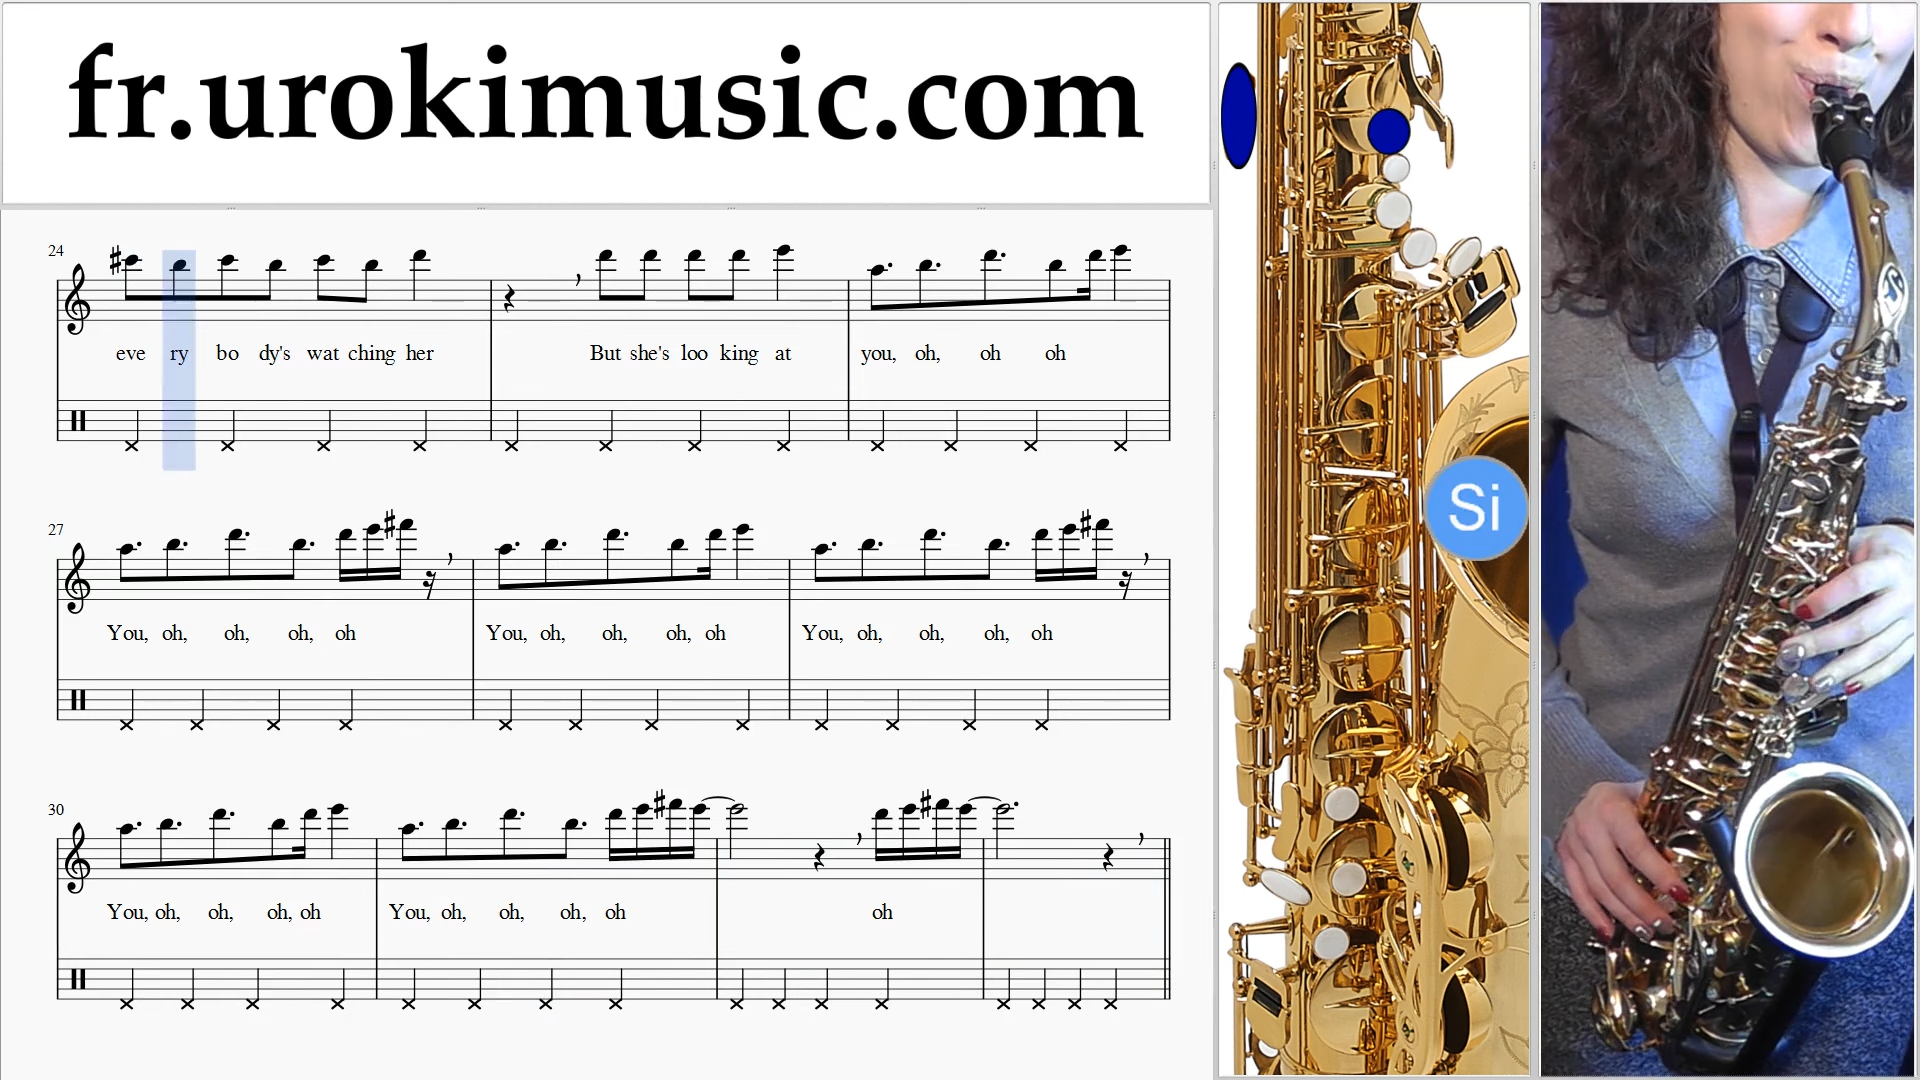 fr.urokimusic.com
24
eve ry bo dy's wat ching her But she's loo king at you, oh, oh oh
27
You, oh, oh, oh, oh You, oh, oh, oh, oh You, oh, oh, oh, oh
30
You, oh, oh, oh, oh You, oh, oh, oh, oh oh
Si